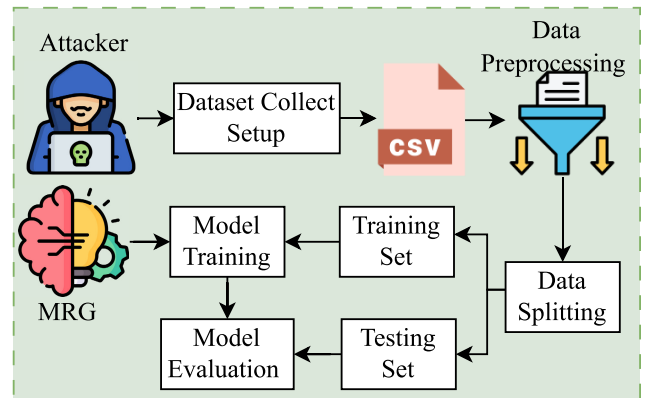 Attacker
Data
Preprocessing
Dataset Collect
Setup
CSV
Model
Training
Training
Set
MRG
Data
Splitting
Model
Evaluation
Testing
Set